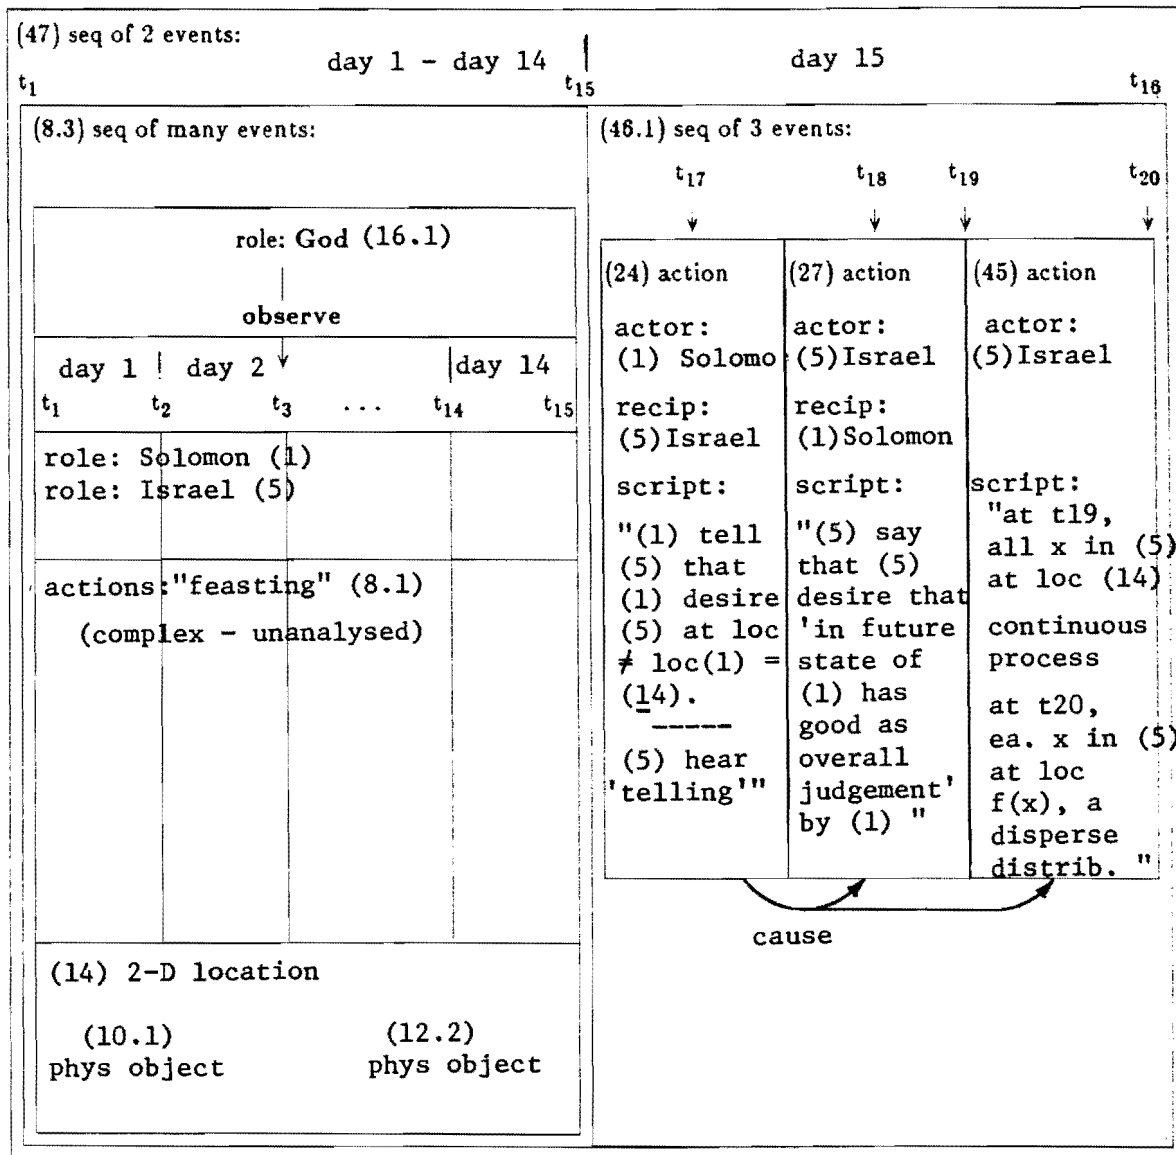 (47) seq of 2 events:
day 1 - day 14 | day 15
t1 t15 t16
(8.3) seq of many events:
role: God (16.1)
observe
day 1 | day 2 |day 14
t1 t2 t3 ... t14 t15
role: Solomon (1)
role: Israel (5)
actions:"feasting" (8.1)
(complex - unanalysed)
(14) 2-D location
(10.1) (12.2)
phys object phys object
(46.1) seq of 3 events:
t17 t18 t19 t20
(24) action
actor:
(1) Solomo
recip:
(5)Israel
script:
"(1) tell
(5) that
(1) desire
(5) at loc
≠ loc(1) =
(14).
-----
(5) hear
'telling'"
(27) action
actor:
(5)Israel
recip:
(1)Solomon
script:
"(5) say
that (5)
desire that
'in future
state of
(1) has
good as
overall
judgement'
by (1) "
(45) action
actor:
(5)Israel
script:
"at t19,
all x in (5)
at loc (14)
continuous
process
at t20,
ea. x in (5)
at loc
f(x), a
disperse
distrib. "
cause